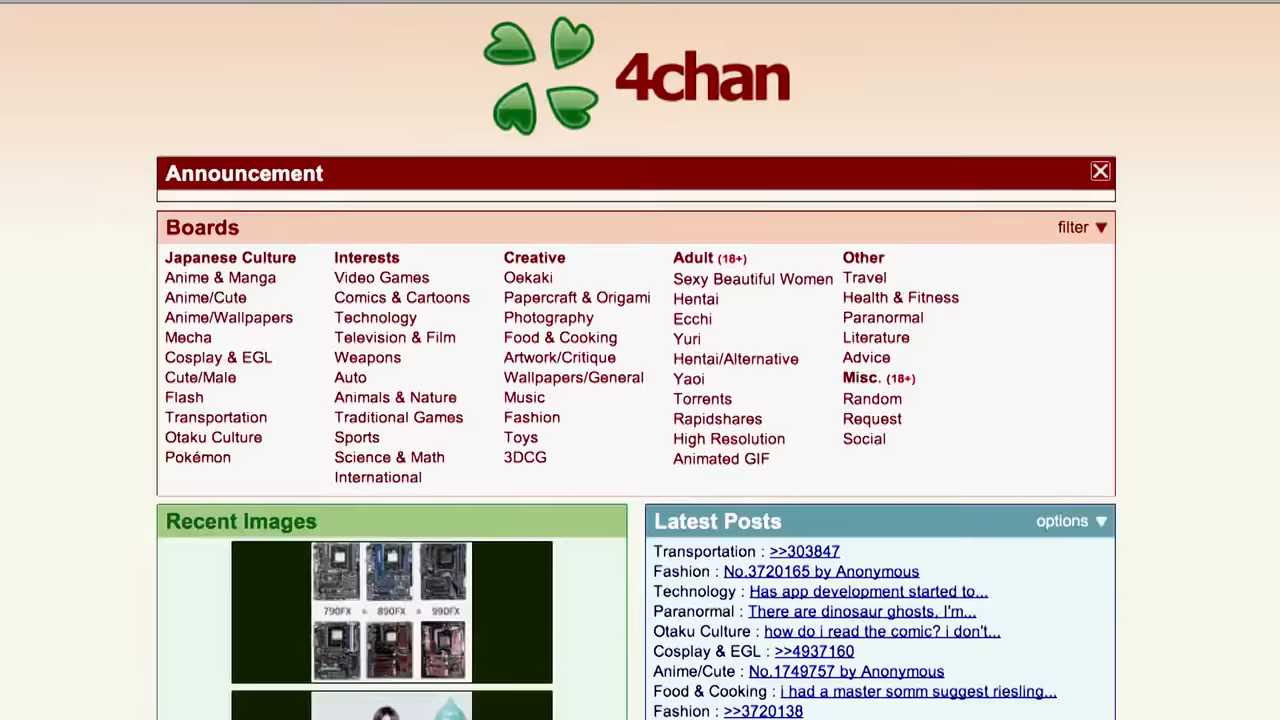 4chan
Announcement
Boards
filter ▼
Japanese Culture
Anime & Manga
Anime/Cute
Anime/Wallpapers
Mecha
Cosplay & EGL
Cute/Male
Flash
Transportation
Otaku Culture
Pokémon
Interests
Video Games
Comics & Cartoons
Technology
Television & Film
Weapons
Auto
Animals & Nature
Traditional Games
Sports
Science & Math
International
Creative
Oekaki
Papercraft & Origami
Photography
Food & Cooking
Artwork/Critique
Wallpapers/General
Music
Fashion
Toys
3DCG
Adult (18+)
Sexy Beautiful Women
Hentai
Ecchi
Yuri
Hentai/Alternative
Yaoi
Torrents
Rapidshares
High Resolution
Animated GIF
Other
Travel
Health & Fitness
Paranormal
Literature
Advice
Misc. (18+)
Random
Request
Social
Recent Images
790FX » 890FX » 990FX
Latest Posts
options ▼
Transportation : >>303847
Fashion : No.3720165 by Anonymous
Technology : Has app development started to...
Paranormal : There are dinosaur ghosts, I'm...
Otaku Culture : how do i read the comic? i don't...
Cosplay & EGL : >>4937160
Anime/Cute : No.1749757 by Anonymous
Food & Cooking : i had a master somm suggest riesling...
Fashion : >>3720138